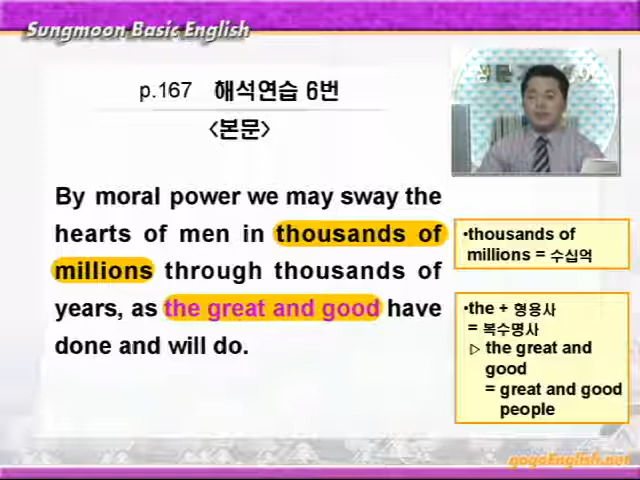 Sungmoon Basic English
p.167 해석연습 6번
<본문>
By moral power we may sway the
hearts of men in thousands of
millions through thousands of
years, as the great and good have
done and will do.
•thousands of
millions = 수십억
•the + 형용사
= 복수명사
▷ the great and
good
= great and good
people
성문
gogoEnglish.net